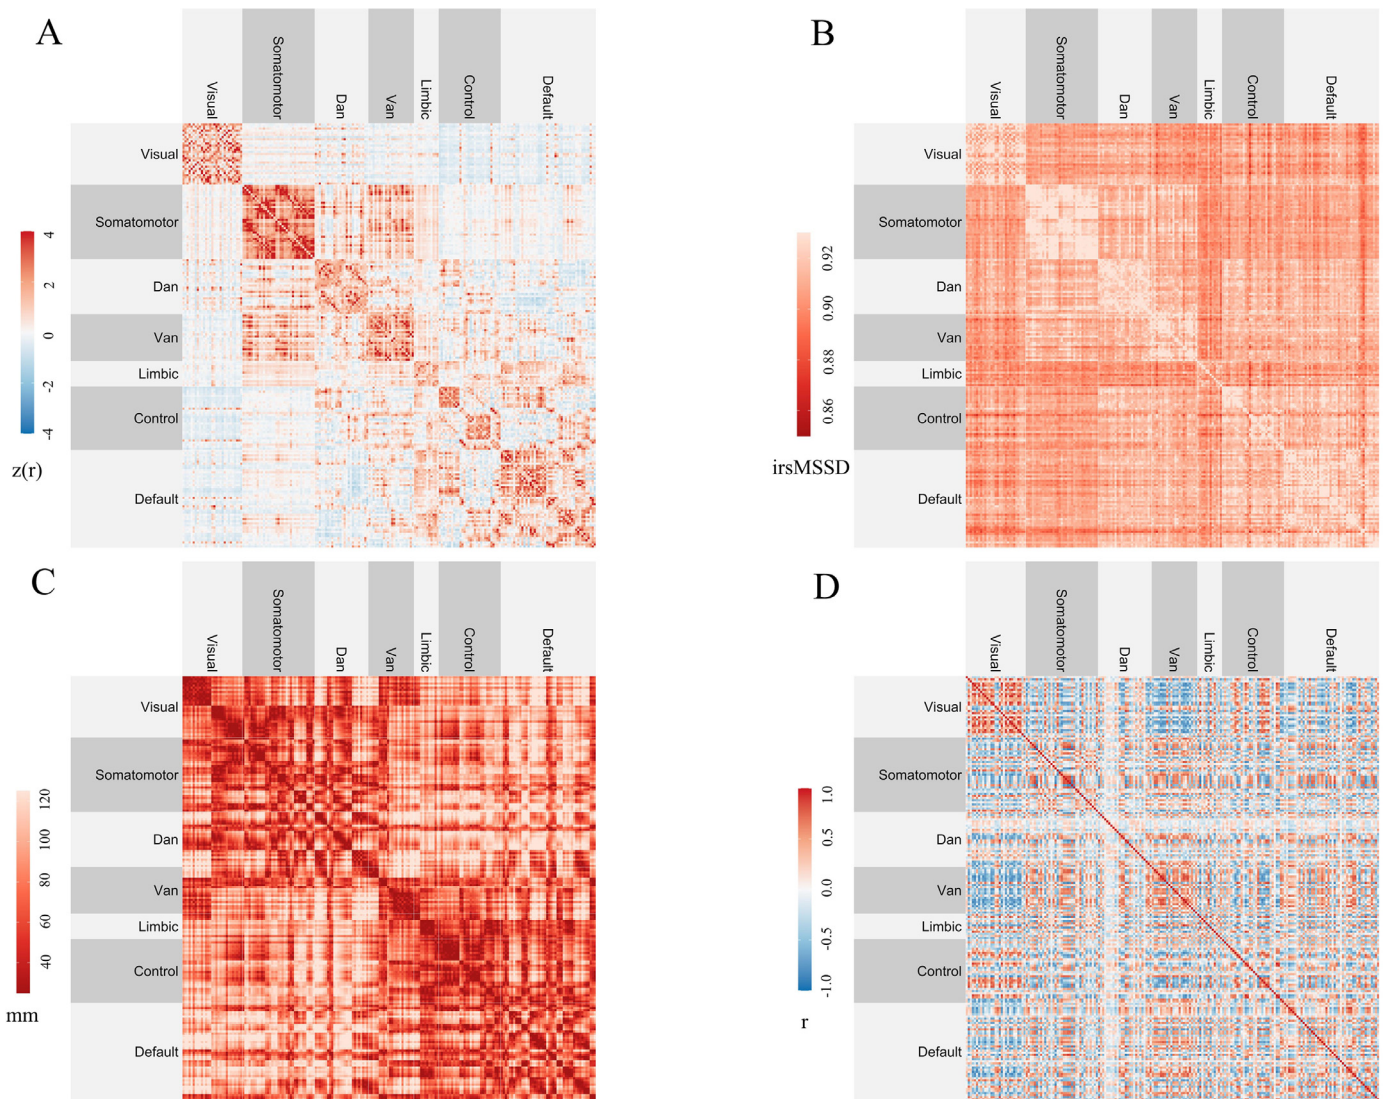 A
Visual
Somatomotor
Dan
Van
Limbic
Control
Default
Visual
Somatomotor
Dan
Van
Limbic
Control
Default
4
2
0
-2
-4
z(r)
B
Visual
Somatomotor
Dan
Van
Limbic
Control
Default
Visual
Somatomotor
Dan
Van
Limbic
Control
Default
0.92
0.90
0.88
0.86
irsMSSD
C
Visual
Somatomotor
Dan
Van
Limbic
Control
Default
Visual
Somatomotor
Dan
Van
Limbic
Control
Default
120
100
80
60
40
mm
D
Visual
Somatomotor
Dan
Van
Limbic
Control
Default
Visual
Somatomotor
Dan
Van
Limbic
Control
Default
1.0
0.5
0.0
-0.5
-1.0
r